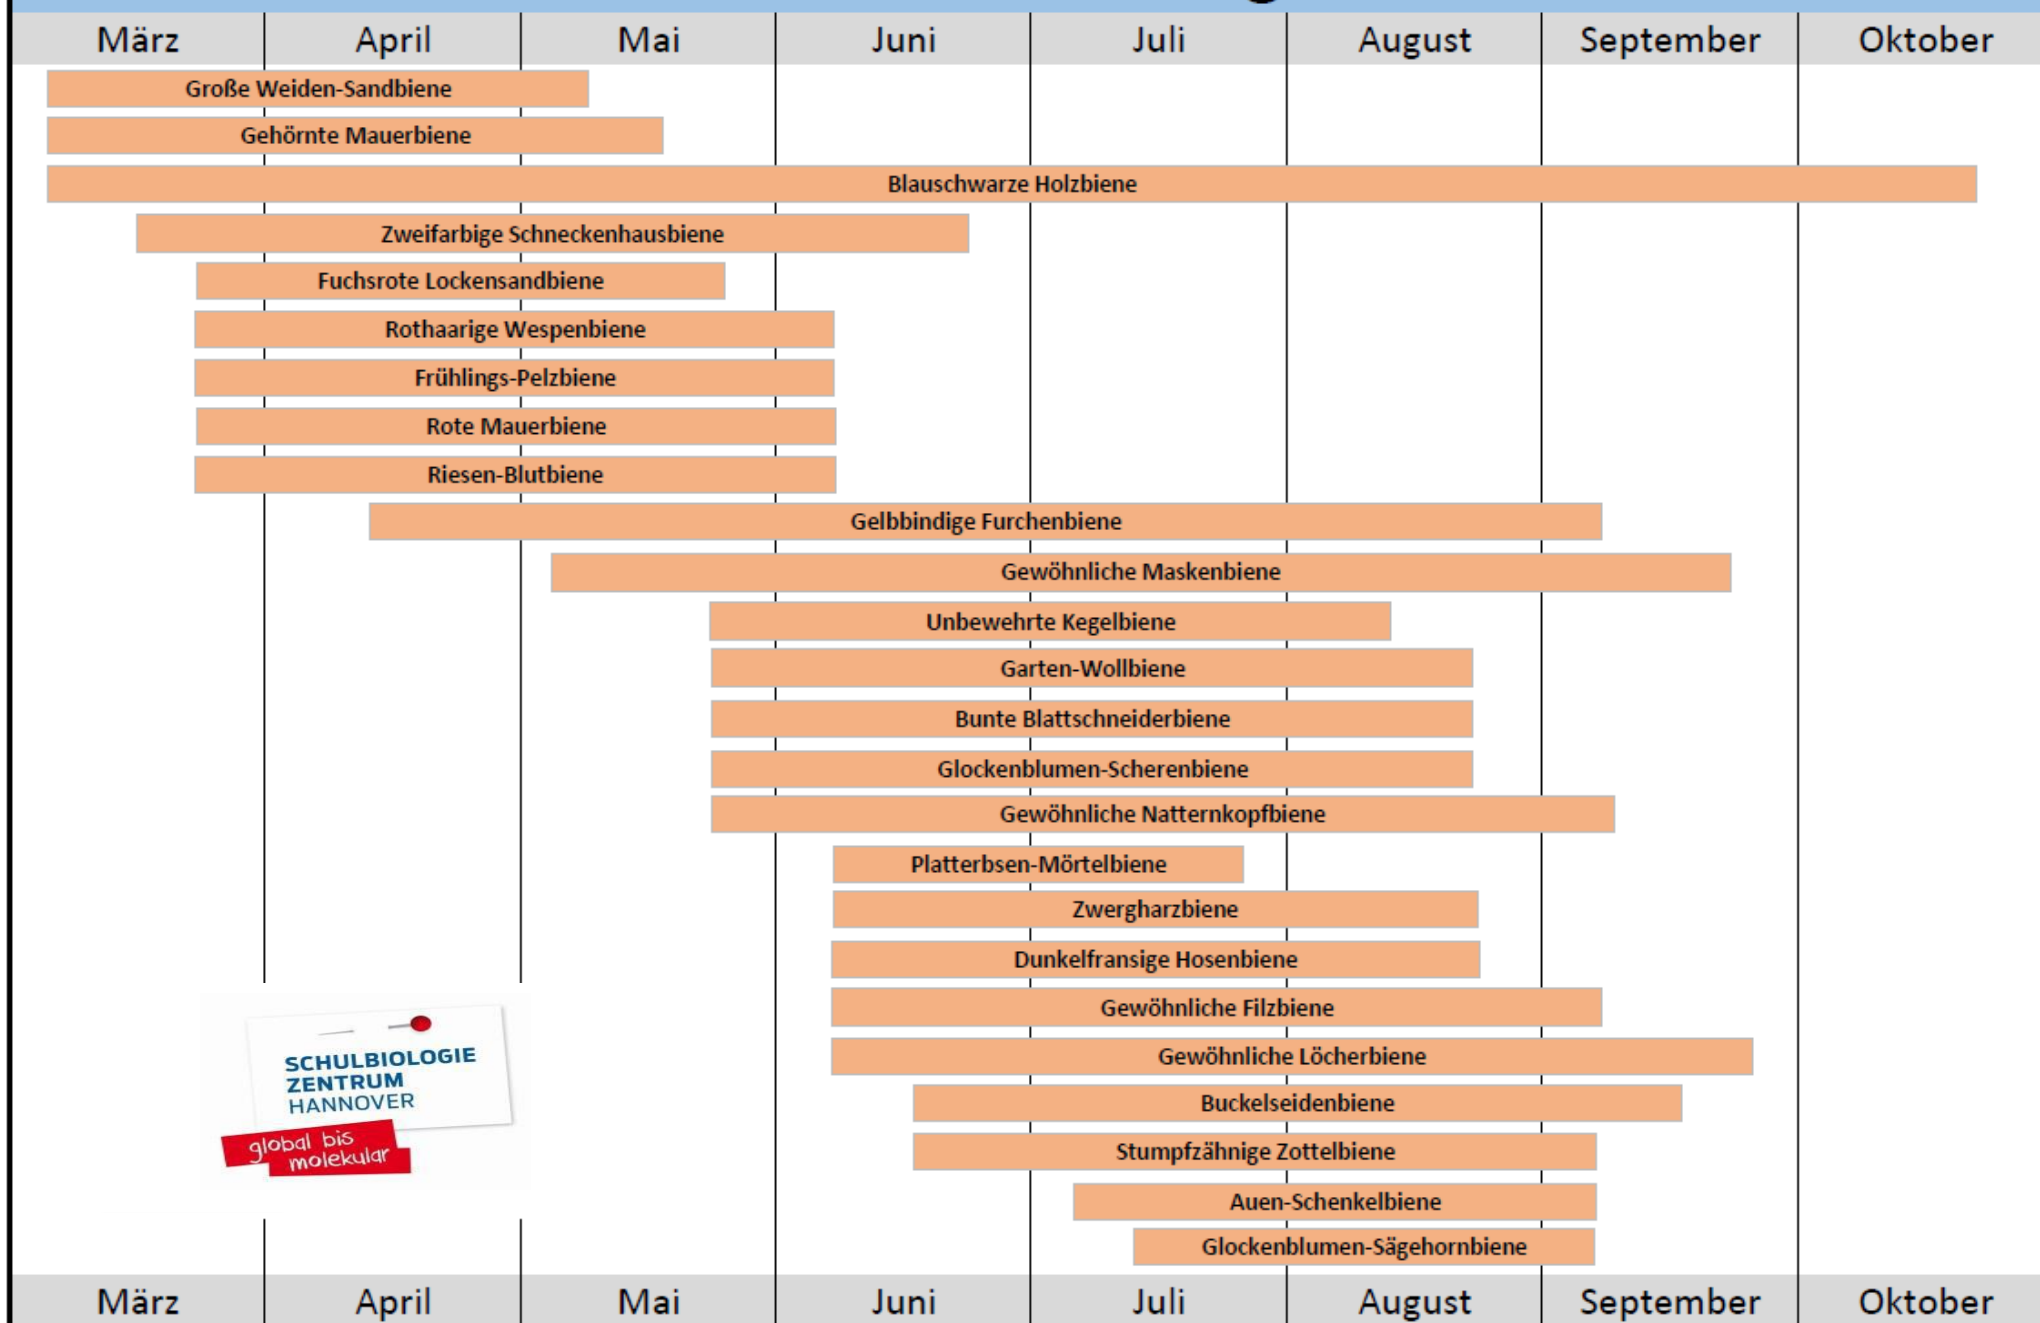 März April Mai Juni Juli August September Oktober
Große Weiden-Sandbiene
Gehörnte Mauerbiene
Blauschwarze Holzbiene
Zweifarbige Schneckenhausbiene
Fuchsrote Lockensandbiene
Rothaarige Wespenbiene
Frühlings-Pelzbiene
Rote Mauerbiene
Riesen-Blutbiene
Gelbbindige Furchenbiene
Gewöhnliche Maskenbiene
Unbewehrte Kegelbiene
Garten-Wollbiene
Bunte Blattschneiderbiene
Glockenblumen-Scherenbiene
Gewöhnliche Natternkopfbiene
Platterbsen-Mörtelbiene
Zwergharzbiene
Dunkelfransige Hosenbiene
Gewöhnliche Filzbiene
Gewöhnliche Löcherbiene
Buckelseidenbiene
Stumpfzähnige Zottelbiene
Auen-Schenkelbiene
Glockenblumen-Sägehornbiene
SCHULBIOLOGIE
ZENTRUM
HANNOVER
global bis
molekular
März April Mai Juni Juli August September Oktober